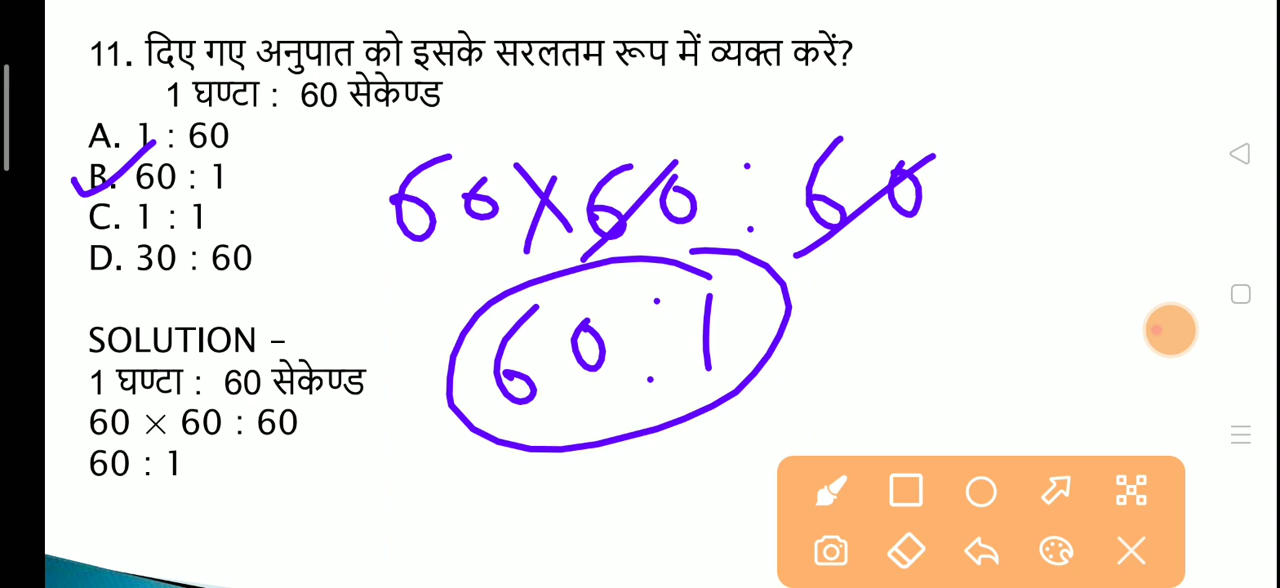 11. दिए गए अनुपात को इसके सरलतम रूप में व्यक्त करें?
1 घण्टा : 60 सेकेण्ड
A. 1 : 60
B. 60 : 1
C. 1 : 1
D. 30 : 60
60 X 60 : 60
60 : 1
SOLUTION –
1 घण्टा : 60 सेकेण्ड
60 × 60 : 60
60 : 1